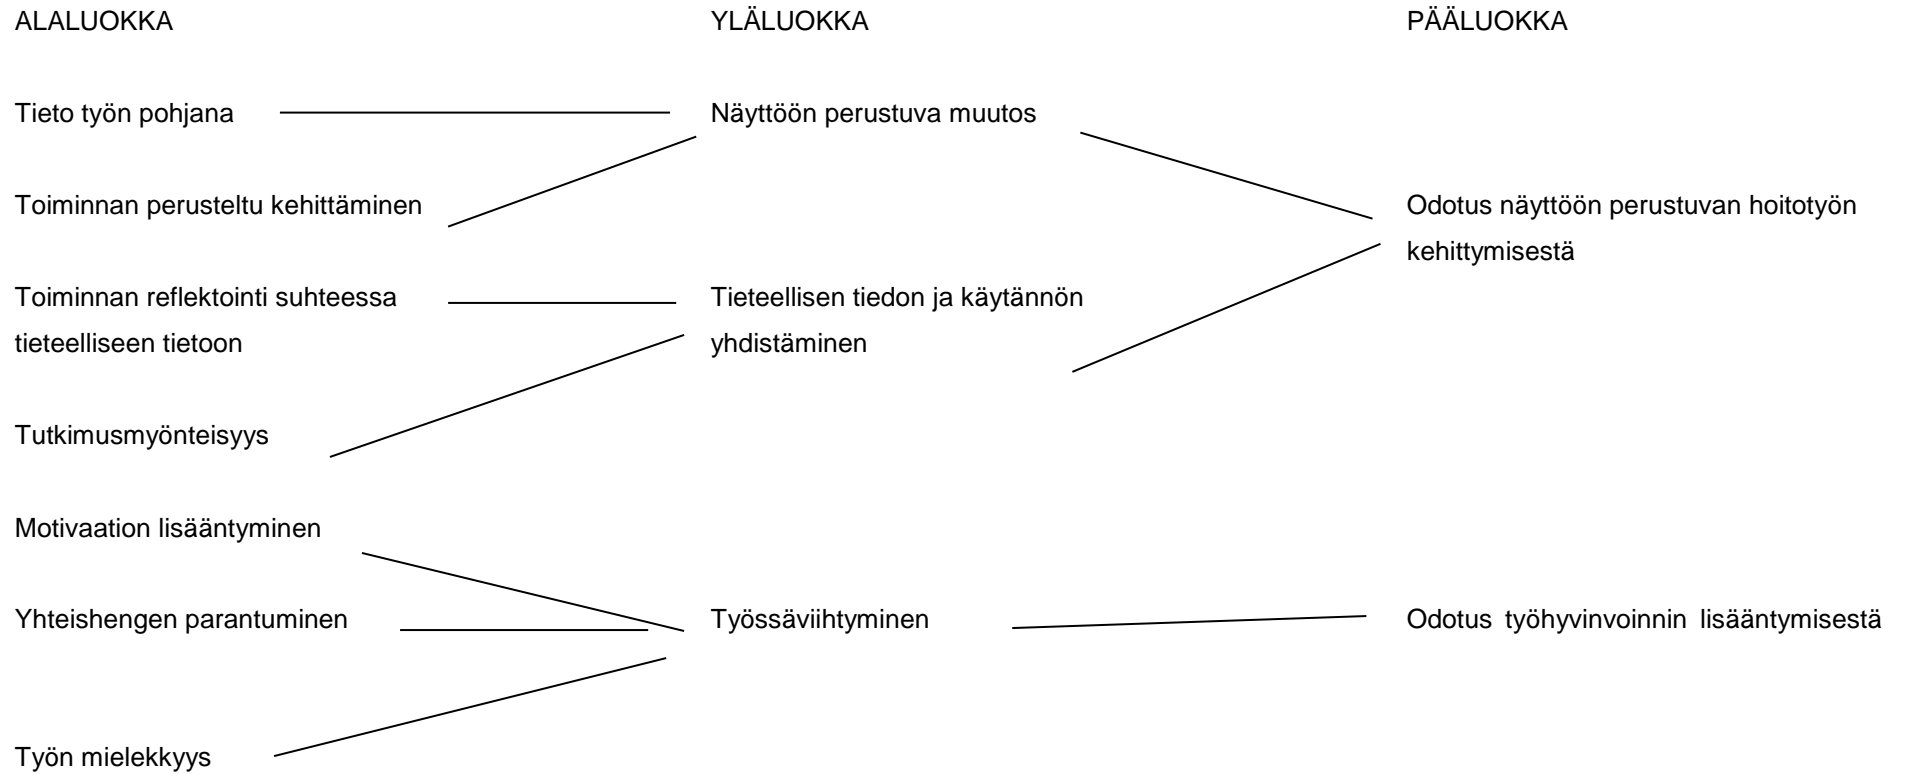 ALALUOKKA YLÄLUOKKA PÄÄLUOKKA
Tieto työn pohjana Näyttöön perustuva muutos
Toiminnan perusteltu kehittäminen Odotus näyttöön perustuvan hoitotyön
kehittymisestä
Toiminnan reflektointi suhteessa Tieteellisen tiedon ja käytännön
tieteelliseen tietoon yhdistäminen
Tutkimusmyönteisyys
Motivaation lisääntyminen
Yhteishengen parantuminen Työssäviihtyminen Odotus työhyvinvoinnin lisääntymisestä
Työn mielekkyys